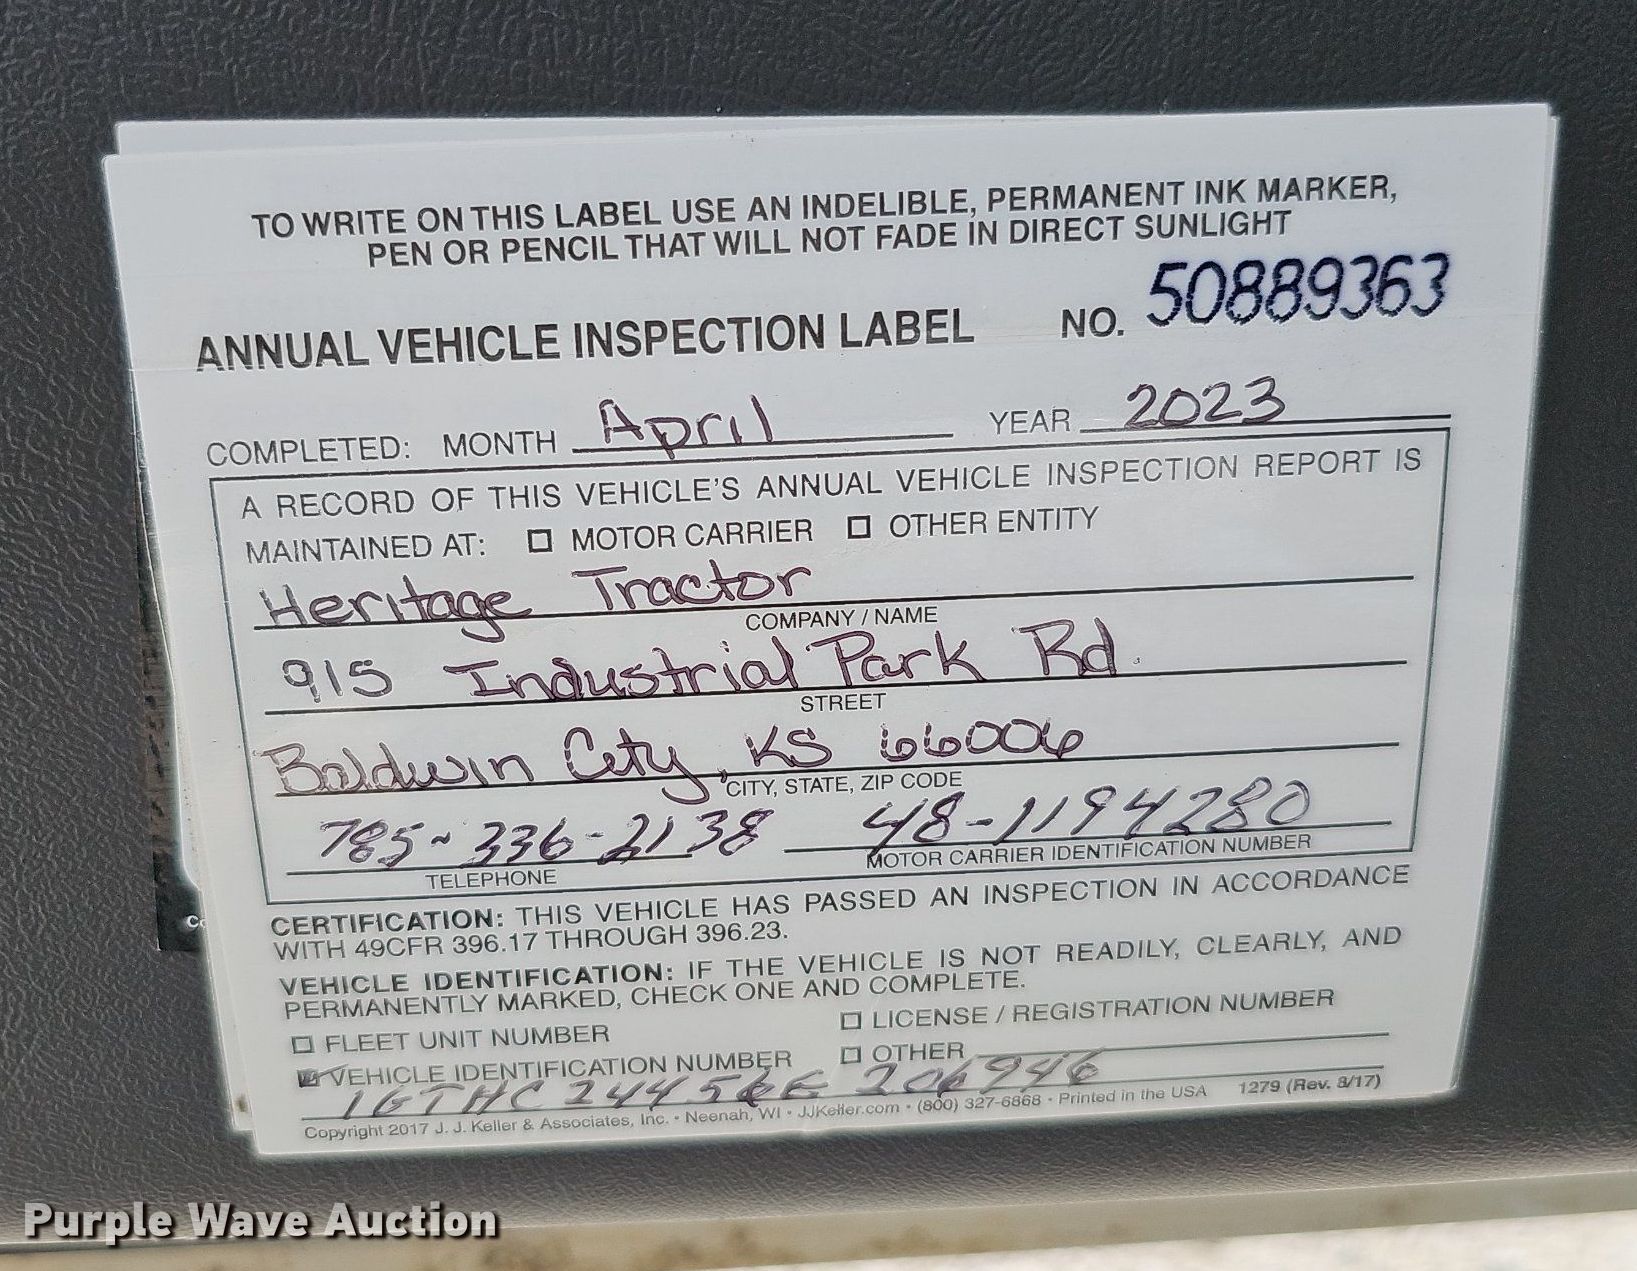 TO WRITE ON THIS LABEL USE AN INDELIBLE, PERMANENT INK MARKER,
PEN OR PENCIL THAT WILL NOT FADE IN DIRECT SUNLIGHT
ANNUAL VEHICLE INSPECTION LABEL NO. 50889363
COMPLETED: MONTH April YEAR 2023
A RECORD OF THIS VEHICLE'S ANNUAL VEHICLE INSPECTION REPORT IS
MAINTAINED AT: ☐ MOTOR CARRIER ☐ OTHER ENTITY
Heritage Tractor
COMPANY / NAME
915 Industrial Park Rd.
STREET
Baldwin City, KS 66006
CITY, STATE, ZIP CODE
785-336-2138 48-1194280
TELEPHONE MOTOR CARRIER IDENTIFICATION NUMBER
CERTIFICATION: THIS VEHICLE HAS PASSED AN INSPECTION IN ACCORDANCE
WITH 49CFR 396.17 THROUGH 396.23.
VEHICLE IDENTIFICATION: IF THE VEHICLE IS NOT READILY, CLEARLY, AND
PERMANENTLY MARKED, CHECK ONE AND COMPLETE.
☐ FLEET UNIT NUMBER ☐ LICENSE / REGISTRATION NUMBER
☑ VEHICLE IDENTIFICATION NUMBER ☐ OTHER
1GTHC24456E206946
Copyright 2017 J. J. Keller & Associates, Inc. • Neenah, WI • JJKeller.com • (800) 327-6868 • Printed in the USA 1279 (Rev. 8/17)
Purple Wave Auction